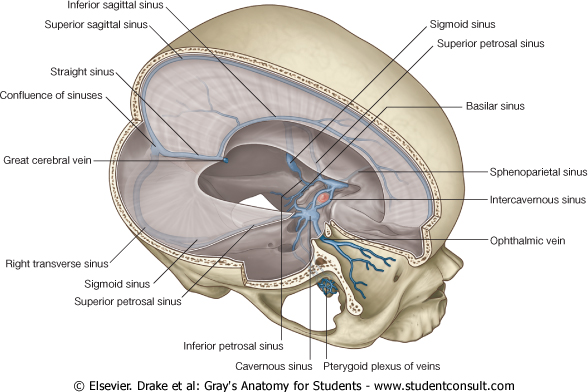 Inferior sagittal sinus
Superior sagittal sinus
Straight sinus
Confluence of sinuses
Great cerebral vein
Right transverse sinus
Sigmoid sinus
Superior petrosal sinus
Inferior petrosal sinus
Cavernous sinus
Pterygoid plexus of veins
Sigmoid sinus
Superior petrosal sinus
Basilar sinus
Sphenoparietal sinus
Intercavernous sinus
Ophthalmic vein
© Elsevier. Drake et al: Gray's Anatomy for Students - www.studentconsult.com